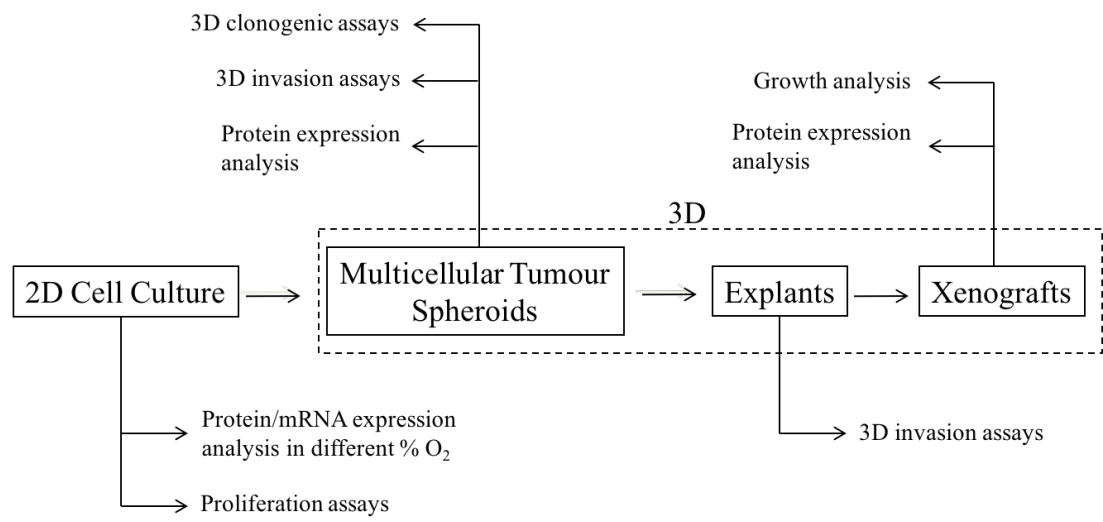 3D clonogenic assays
3D invasion assays
Protein expression
analysis
Growth analysis
Protein expression
analysis
3D
2D Cell Culture
Multicellular Tumour
Spheroids
Explants
Xenografts
Protein/mRNA expression
analysis in different % O₂
Proliferation assays
3D invasion assays